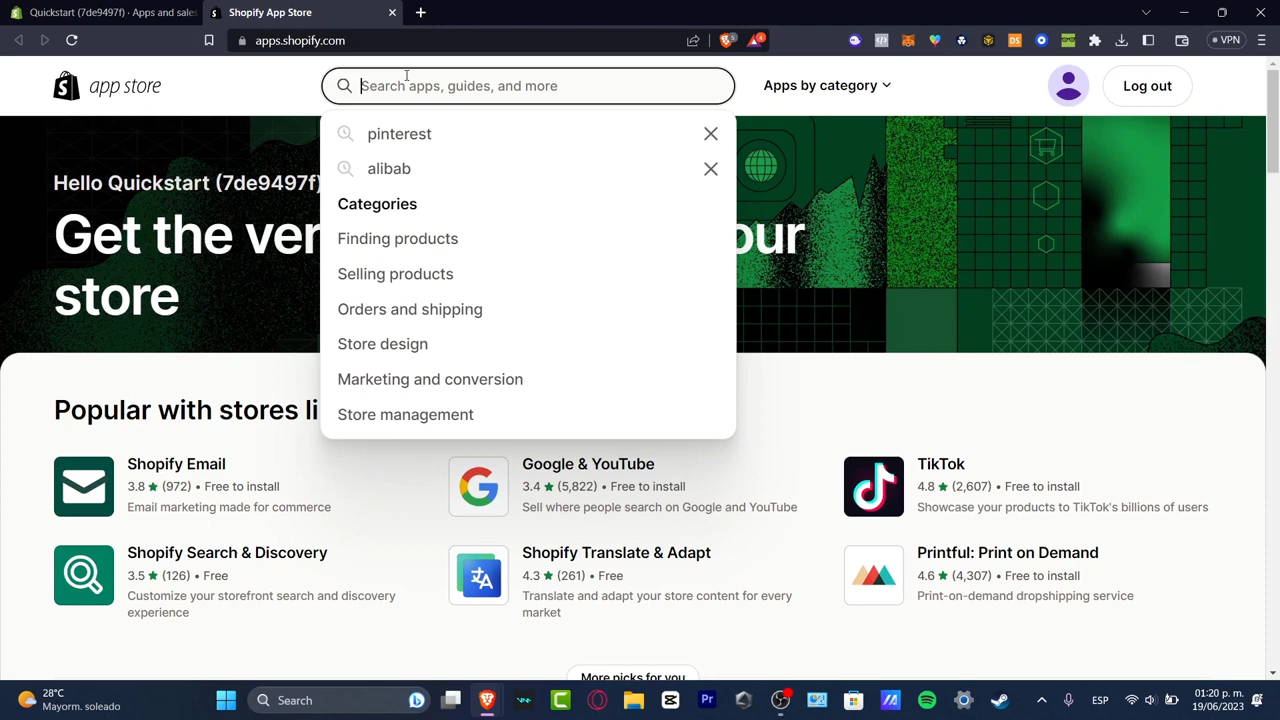 Quickstart (7de9497f) · Apps and sales
Shopify App Store
apps.shopify.com
4
VPN
app store
Search apps, guides, and more
Apps by category
Log out
pinterest
alibab
Categories
Finding products
Selling products
Orders and shipping
Store design
Marketing and conversion
Store management
Hello Quickstart (7de9497f)
Get the ver our
store
Popular with stores li
Shopify Email
3.8 ★ (972) • Free to install
Email marketing made for commerce
Google & YouTube
3.4 ★ (5,822) • Free to install
Sell where people search on Google and YouTube
TikTok
4.8 ★ (2,607) • Free to install
Showcase your products to TikTok's billions of users
Shopify Search & Discovery
3.5 ★ (126) • Free
Customize your storefront search and discovery
experience
Shopify Translate & Adapt
4.3 ★ (261) • Free
Translate and adapt your store content for every
market
Printful: Print on Demand
4.6 ★ (4,307) • Free to install
Print-on-demand dropshipping service
More picks for you
28°C
Mayorm. soleado
Search
Pr
ESP
01:20 p. m.
19/06/2023